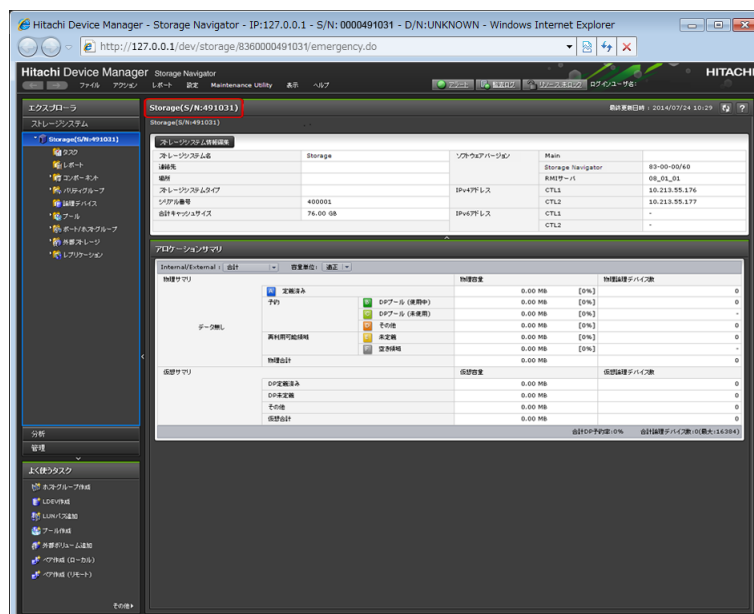 Hitachi Device Manager - Storage Navigator - IP:127.0.0.1 - S/N: 0000491031 - D/N:UNKNOWN - Windows Internet Explorer
http://127.0.0.1/dev/storage/836000491031/emergency.do
Hitachi Device Manager Storage Navigator
HITACHI
ファイル アクション レポート 設定 Maintenance Utility 表示 ヘルプ
アラート 監査ログ リソースロック ログインユーザ名:
エクスプローラ
ストレージシステム
Storage(S/N:491031)
タスク
レポート
コンポーネント
パリティグループ
論理デバイス
プール
ポート/ホストグループ
外部ストレージ
レプリケーション
分析
管理
よく使うタスク
ホストグループ作成
LDEV作成
LUNパス追加
プール作成
外部ボリューム追加
ペア作成 (ローカル)
ペア作成 (リモート)
その他
Storage(S/N:491031)
最終更新日時 : 2014/07/24 10:29
Storage(S/N:491031)
ストレージシステム情報編集
ストレージシステム名 Storage ソフトウェアバージョン Main
連絡先 Storage Navigator 83-00-00/60
場所 RMIサーバ 08_01_01
ストレージシステムタイプ IPv4アドレス CTL1 10.213.55.176
シリアル番号 400001 CTL2 10.213.55.177
合計キャッシュサイズ 76.00 GB IPv6アドレス CTL1 -
CTL2 -
アロケーションサマリ
Internal/External : 合計 容量単位: 適正
物理サマリ 物理容量 物理論理デバイス数
定義済み 0.00 MB [0%] 0
予約 DPプール (使用中) 0.00 MB [0%] 0
DPプール (未使用) 0.00 MB [0%] -
データ無し
その他 0.00 MB [0%] 0
再利用可能領域 未定義 0.00 MB [0%] 0
空き領域 0.00 MB [0%] -
物理合計 0.00 MB 0
仮想サマリ 仮想容量 仮想論理デバイス数
DP定義済み 0.00 MB 0
DP未定義 0.00 MB 0
その他 0.00 MB 0
仮想合計 0.00 MB 0
合計DP予約率:0% 合計論理デバイス数:0(最大:16384)